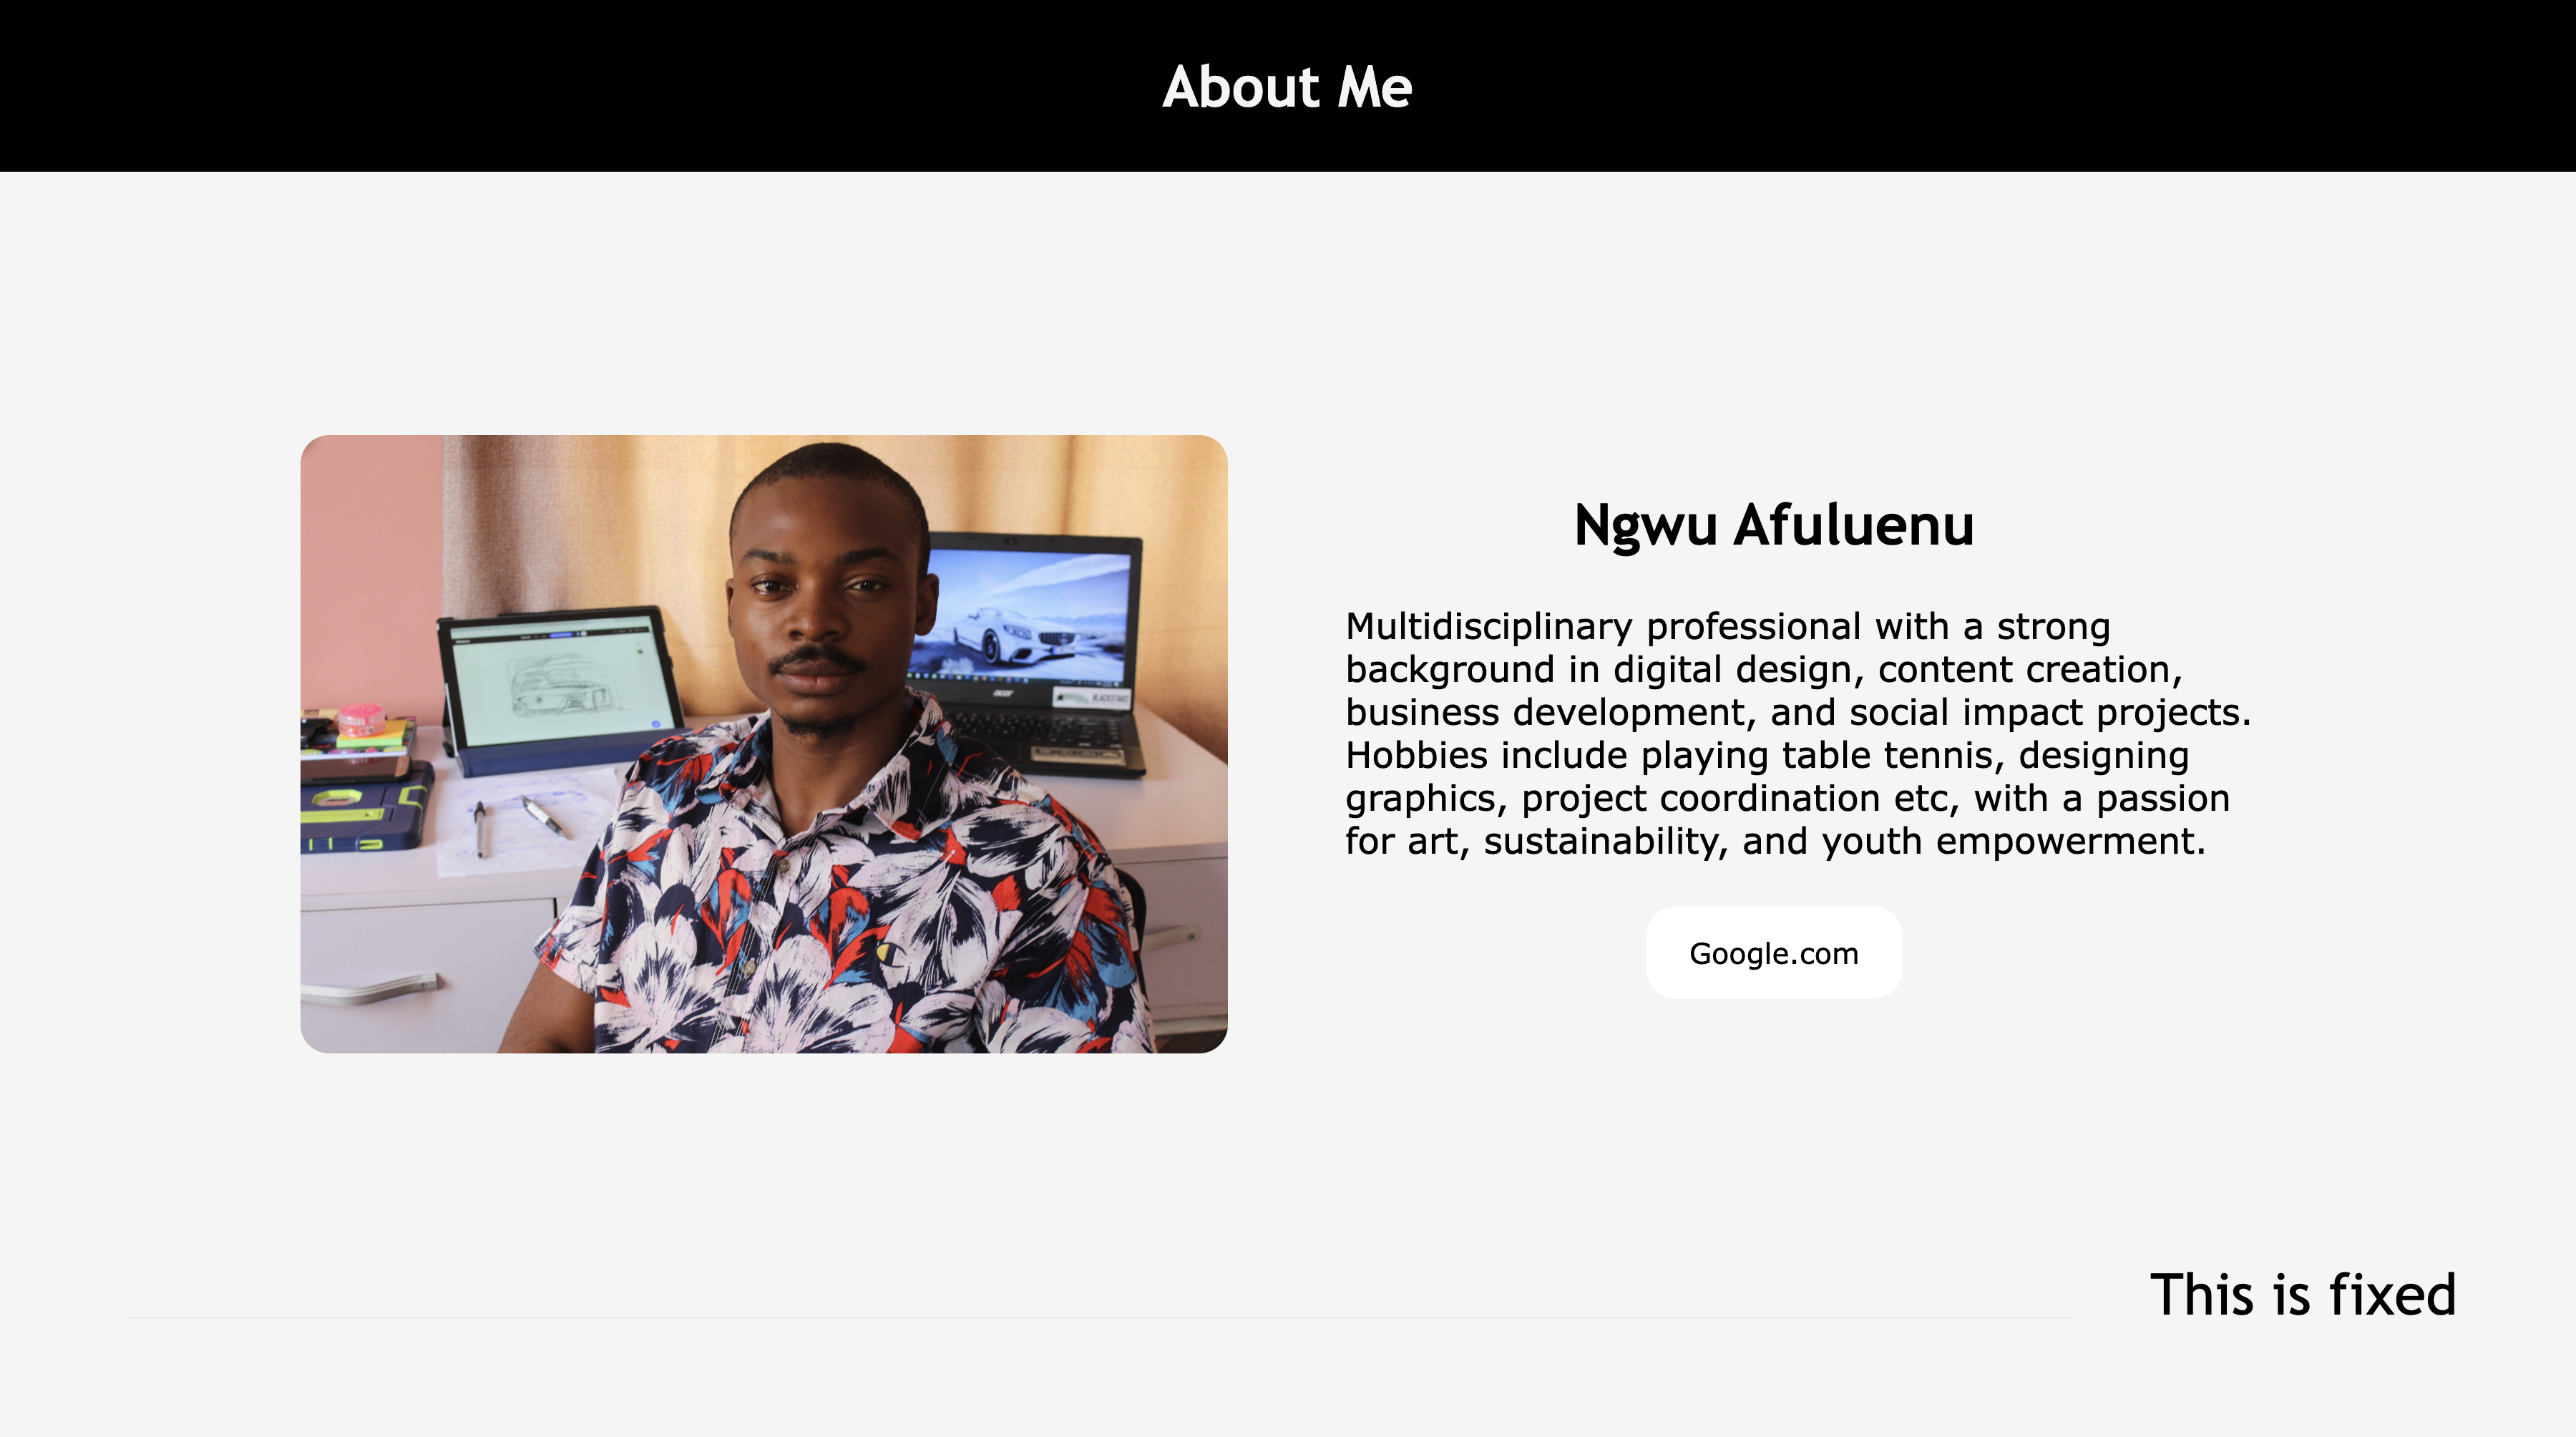 About Me
Ngwu Afuluenu
Multidisciplinary professional with a strong
background in digital design, content creation,
business development, and social impact projects.
Hobbies include playing table tennis, designing
graphics, project coordination etc, with a passion
for art, sustainability, and youth empowerment.
acer
Google.com
This is fixed